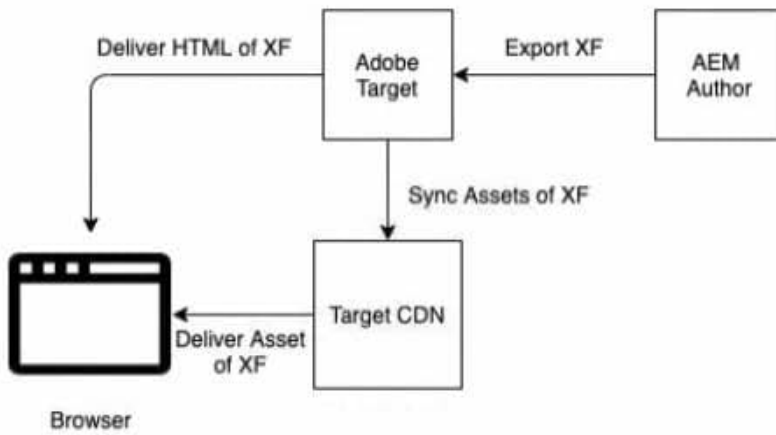 Deliver HTML of XF
Adobe
Target
Export XF
AEM
Author
Sync Assets of XF
Target CDN
Deliver Asset
of XF
Browser